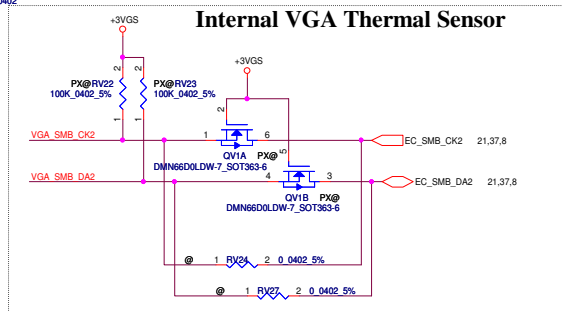 0402
Internal VGA Thermal Sensor
+3VGS
+3VGS
2
2
PX@RV22
100K_0402_5%
PX@RV23
100K_0402_5%
1
1
2
VGA_SMB_CK2
1
6
EC_SMB_CK2 21,37,8
QV1A PX@
DMN66D0LDW-7_SOT363-6
5
VGA_SMB_DA2
4
3
EC_SMB_DA2 21,37,8
QV1B PX@
DMN66D0LDW-7_SOT363-6
@ 1 RV24 2 0_0402_5%
@ 1 RV27 2 0_0402_5%